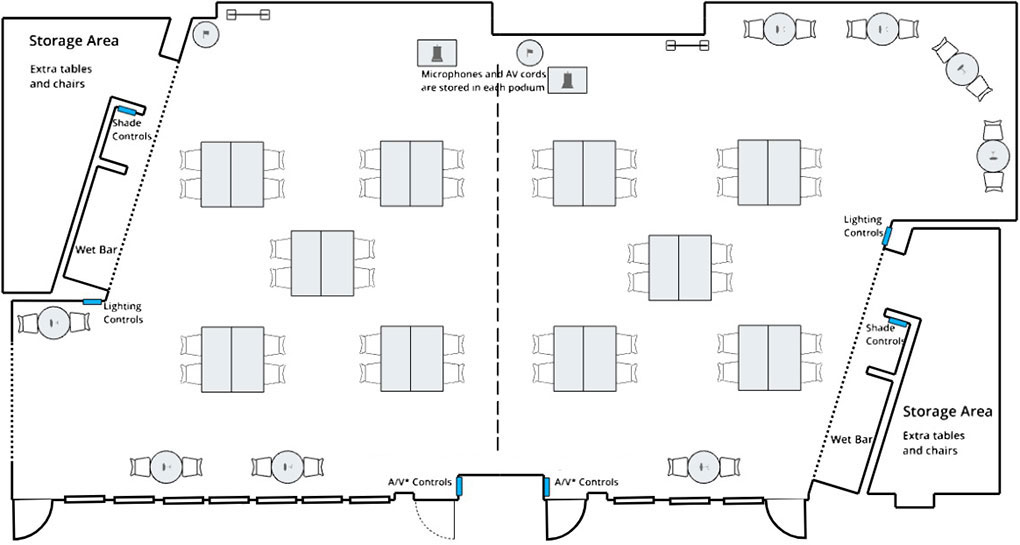 Storage Area
Extra tables
and chairs
Microphones and AV cords
are stored in each podium
Shade
Controls
Wet Bar
Lighting
Controls
Lighting
Controls
Shade
Controls
Storage Area
Extra tables
and chairs
Wet Bar
A/V* Controls
A/V* Controls